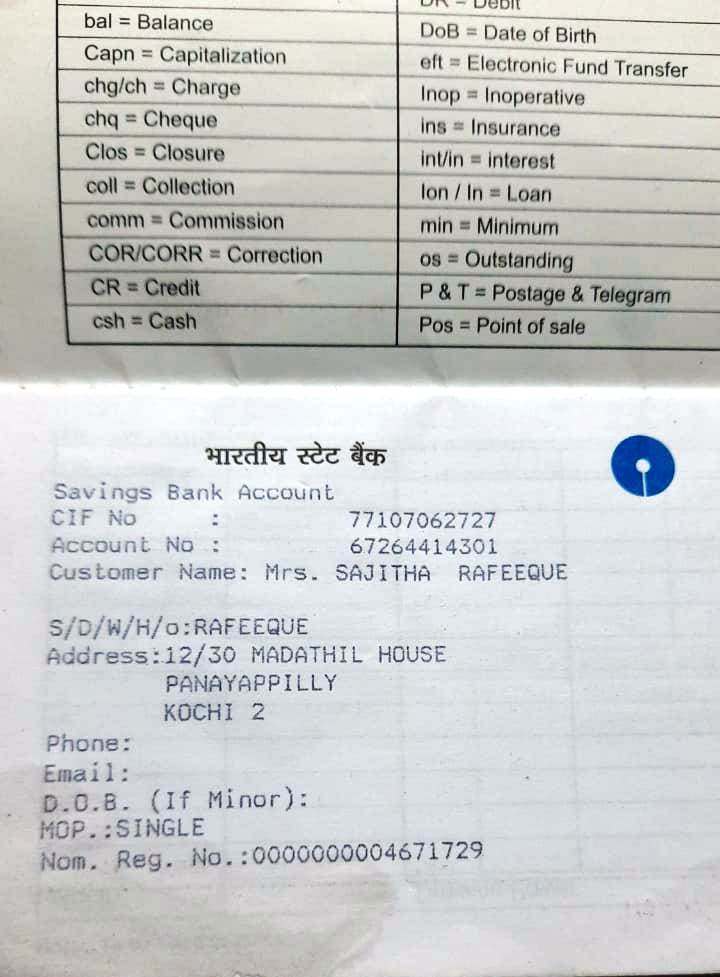 DR = Debit
bal = Balance
DoB = Date of Birth
Capn = Capitalization
eft = Electronic Fund Transfer
chg/ch = Charge
Inop = Inoperative
chq = Cheque
ins = Insurance
Clos = Closure
int/in = interest
coll = Collection
lon / ln = Loan
comm = Commission
min = Minimum
COR/CORR = Correction
os = Outstanding
CR = Credit
P & T = Postage & Telegram
csh = Cash
Pos = Point of sale
भारतीय स्टेट बैंक
Savings Bank Account
CIF No : 77107062727
Account No : 67264414301
Customer Name: Mrs. SAJITHA RAFEEQUE
S/D/W/H/o:RAFEEQUE
Address:12/30 MADATHIL HOUSE
PANAYAPPILLY
KOCHI 2
Phone:
Email:
D.O.B. (If Minor):
MOP.:SINGLE
Nom. Reg. No.:0000000004671729